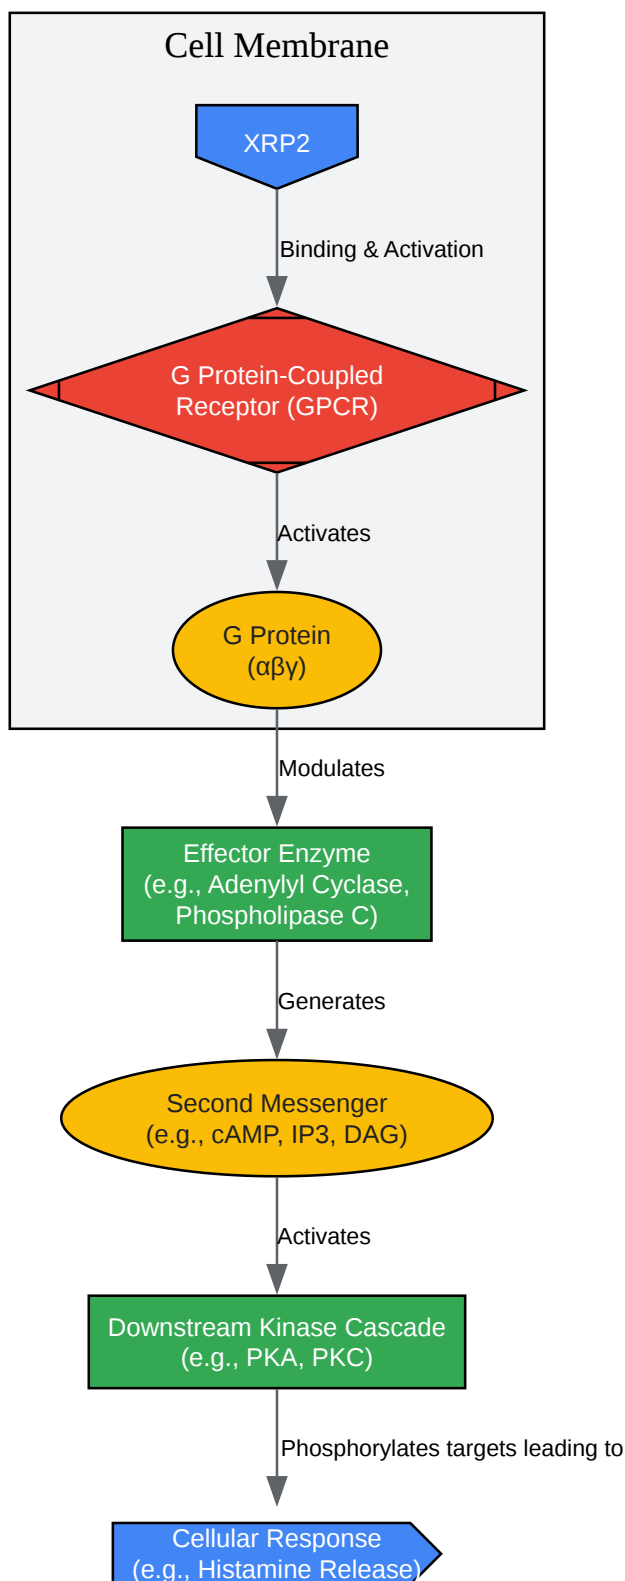 Cell Membrane
XRP2
Binding & Activation
G Protein-Coupled
Receptor (GPCR)
Activates
G Protein
(αβγ)
Modulates
Effector Enzyme
(e.g., Adenylyl Cyclase,
Phospholipase C)
Generates
Second Messenger
(e.g., cAMP, IP3, DAG)
Activates
Downstream Kinase Cascade
(e.g., PKA, PKC)
Phosphorylates targets leading to
Cellular Response
(e.g., Histamine Release)